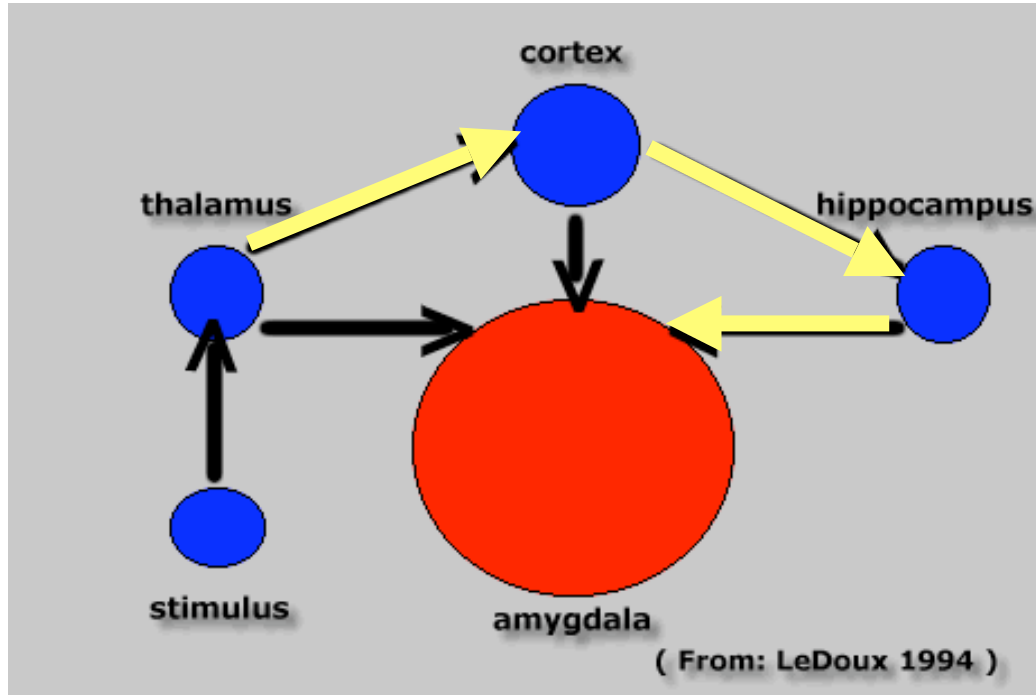 cortex
thalamus
hippocampus
stimulus
amygdala
( From: LeDoux 1994 )